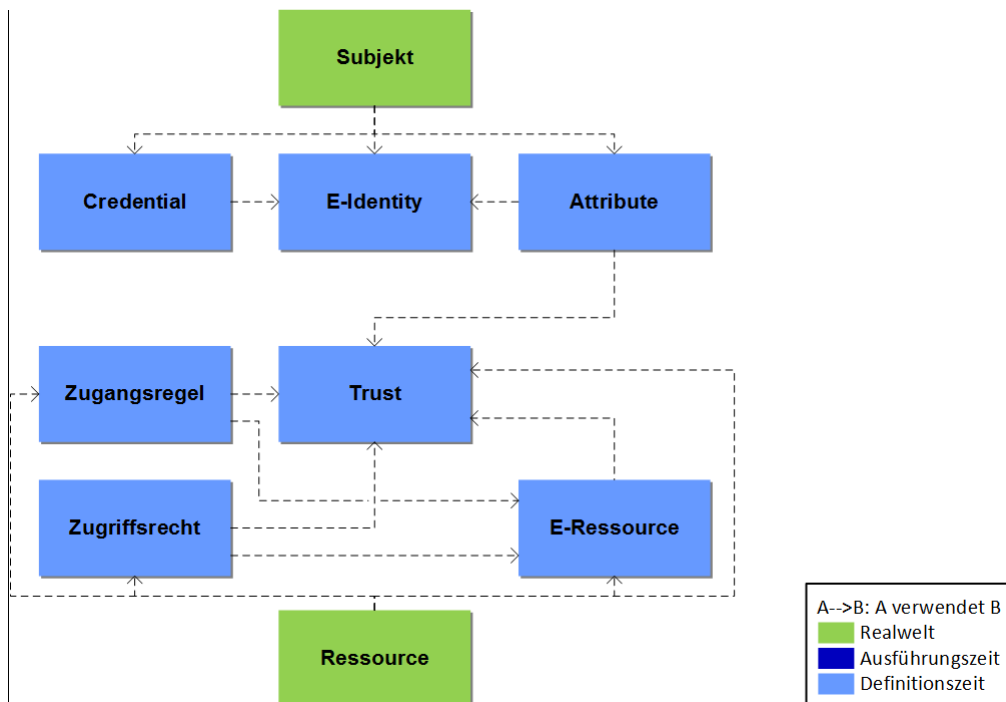 Subjekt
Credential
E-Identity
Attribute
Zugangsregel
Trust
Zugriffsrecht
E-Ressource
Ressource
A-->B: A verwendet B
Realwelt
Ausführungszeit
Definitionszeit